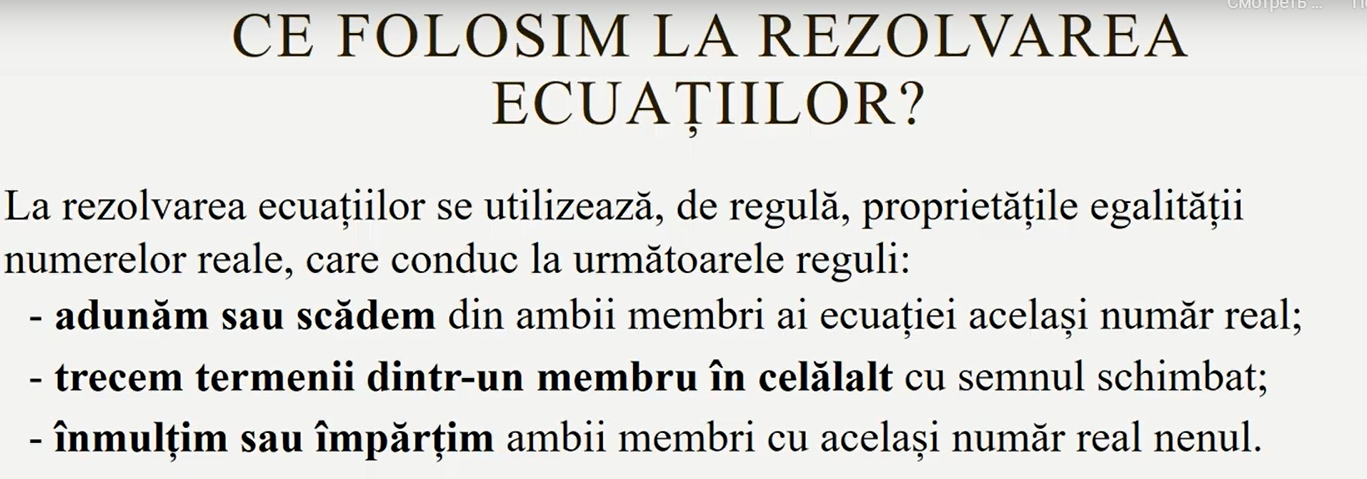 Смотреть ...
CE FOLOSIM LA REZOLVAREA
ECUAȚIILOR?
La rezolvarea ecuațiilor se utilizează, de regulă, proprietățile egalității
numerelor reale, care conduc la următoarele reguli:
- adunăm sau scădem din ambii membri ai ecuației același număr real;
- trecem termenii dintr-un membru în celălalt cu semnul schimbat;
- înmulțim sau împărțim ambii membri cu același număr real nenul.